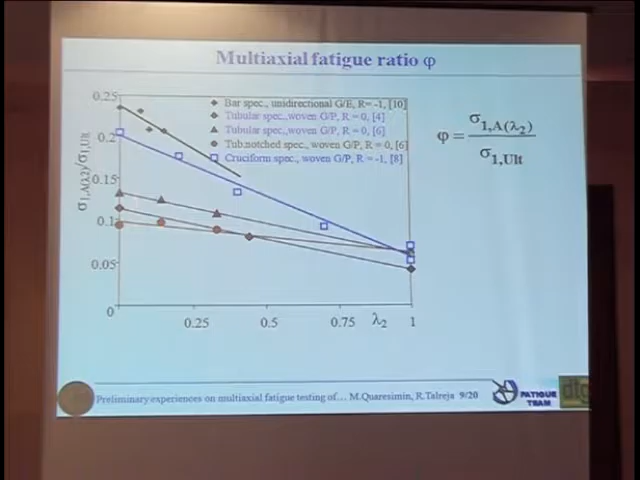 Multiaxial fatigue ratio φ
0.25
0.2
0.15
0.1
0.05
0
σ1,A(λ2)/σ1,Ult
Bar spec., unidirectional G/E, R= -1, [10]
Tubular spec.,woven G/P, R = 0, [4]
Tubular spec.,woven G/P, R = 0, [6]
Tub.notched spec., woven G/P, R = 0, [6]
Cruciform spec., woven G/P, R = -1, [8]
0.25 0.5 0.75 λ2 1
φ = σ1,A(λ2)
σ1,Ult
Preliminary experiences on multiaxial fatigue testing of… M.Quaresimin, R.Talreja 9/20
FATIGUE
TEAM
dtg